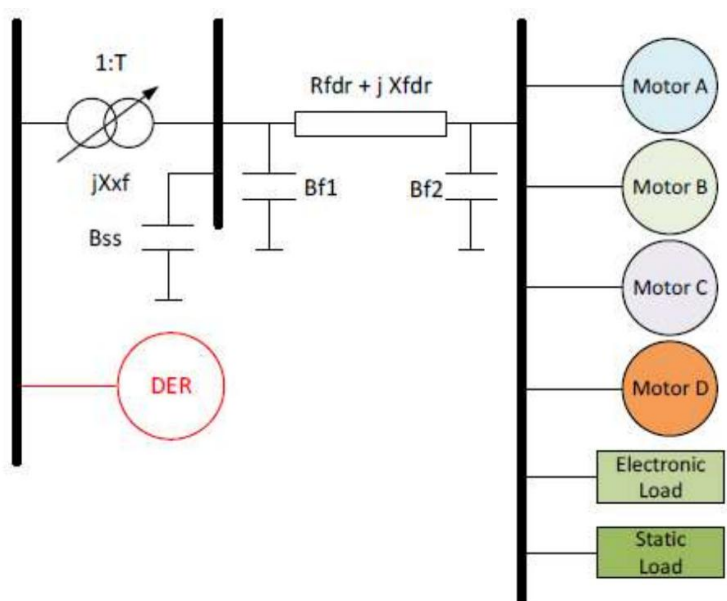 1:T
Rfdr + j Xfdr
Motor A
jXxf
Bf1
Bf2
Motor B
Bss
Motor C
DER
Motor D
Electronic
Load
Static
Load